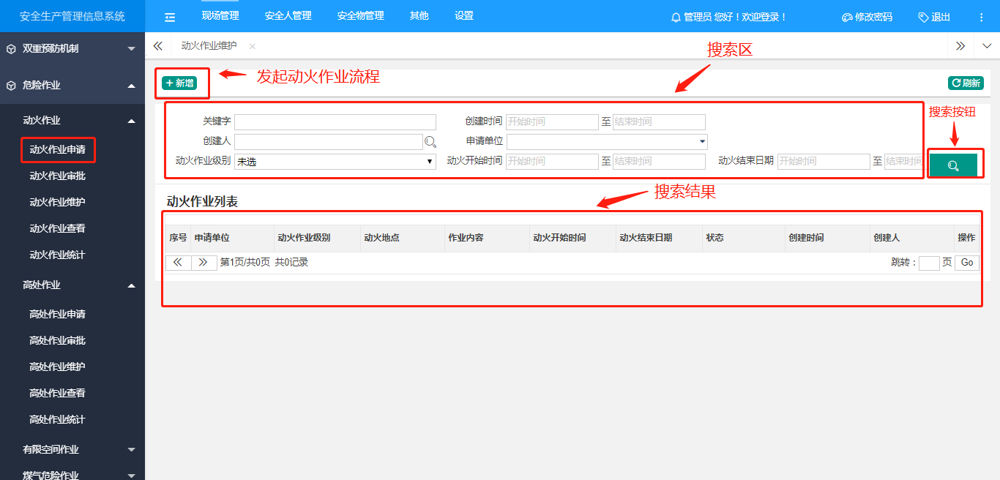 安全生产管理信息系统
现场管理 安全人管理 安全物管理 其他 设置
管理员 您好！欢迎登录！ 修改密码 退出
双重预防机制
危险作业
动火作业
动火作业申请
动火作业审批
动火作业维护
动火作业查看
动火作业统计
高处作业
高处作业申请
高处作业审批
高处作业维护
高处作业查看
高处作业统计
有限空间作业
煤气危险作业
动火作业维护
搜索区
新增
发起动火作业流程
刷新
搜索按钮
关键字 创建时间 开始时间 至 结束时间
创建人 申请单位
动火作业级别 未选 动火开始时间 开始时间 至 结束时间 动火结束日期 开始时间 至 结束时间
搜索结果
动火作业列表
序号 申请单位 动火作业级别 动火地点 作业内容 动火开始时间 动火结束日期 状态 创建时间 创建人 操作
第1页/共0页 共0记录 跳转： 页 Go